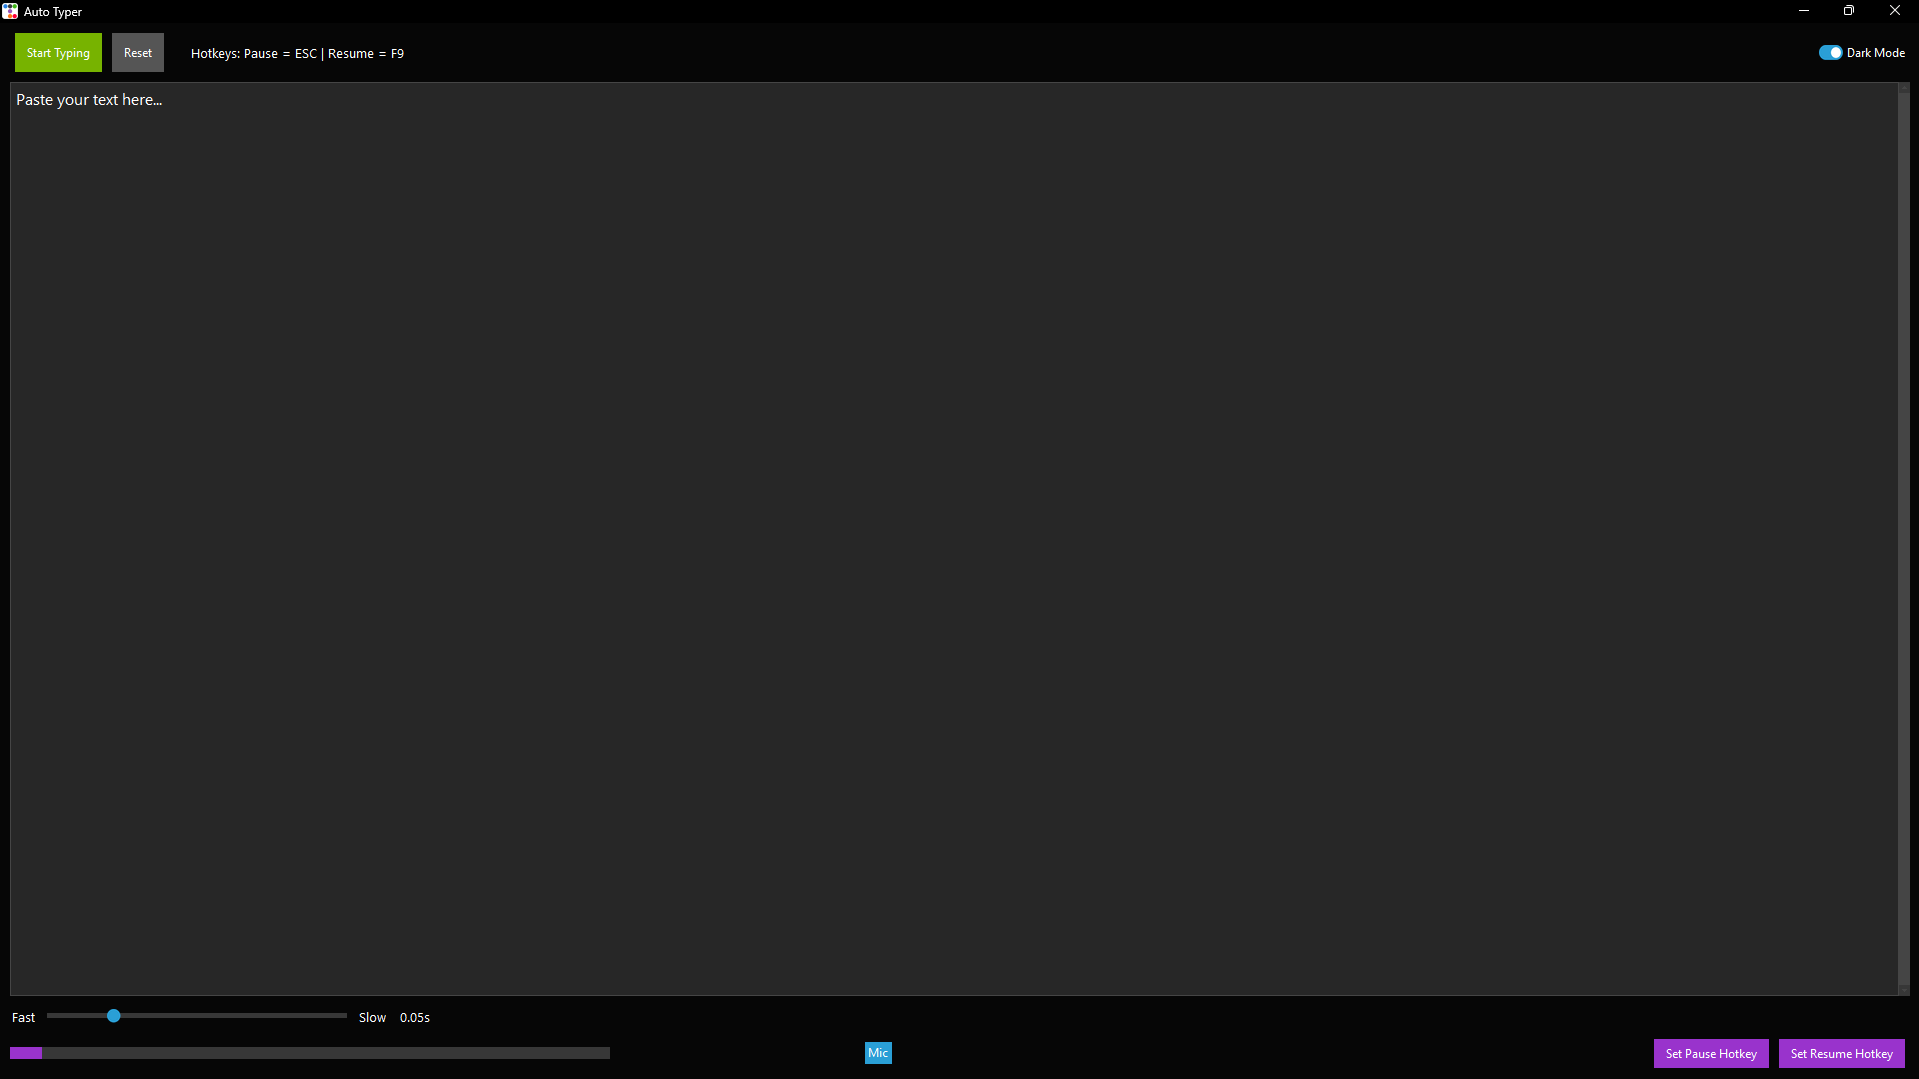 Auto Typer
Start Typing
Reset
Hotkeys: Pause = ESC | Resume = F9
Dark Mode
Paste your text here...
Fast
Slow
0.05s
Mic
Set Pause Hotkey
Set Resume Hotkey